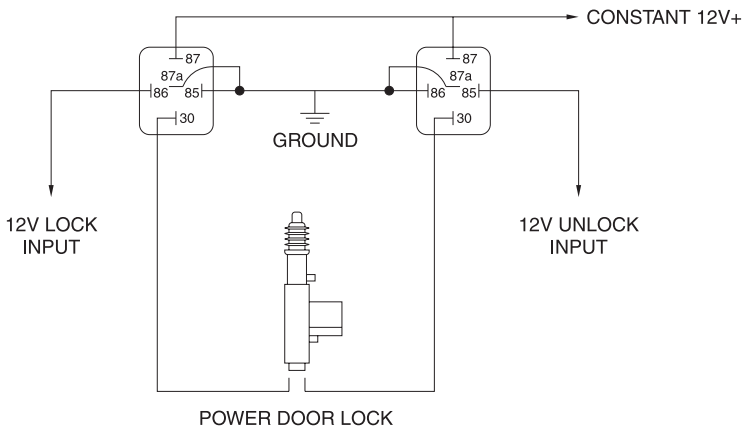 CONSTANT 12V+
87
87a
86 85
30
87
87a
86 85
30
GROUND
12V LOCK
INPUT
12V UNLOCK
INPUT
POWER DOOR LOCK